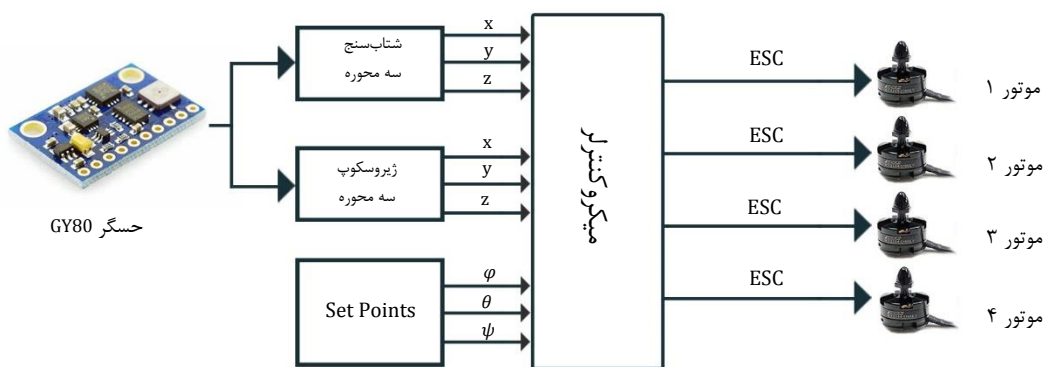 حسگر GY80
شتاب‌سنج
سه محوره
x
y
z
ژیروسکوپ
سه محوره
x
y
z
Set Points
φ
θ
ψ
میکروکنترلر
ESC
موتور ۱
ESC
موتور ۲
ESC
موتور ۳
ESC
موتور ۴